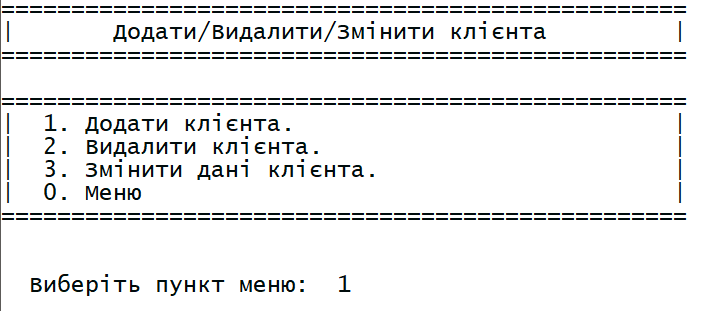 =================================================
|       Додати/Видалити/Змінити клієнта         |
=================================================
=================================================
|  1. Додати клієнта.                           |
|  2. Видалити клієнта.                         |
|  3. Змінити дані клієнта.                     |
|  0. Меню                                      |
=================================================
Виберіть пункт меню:  1